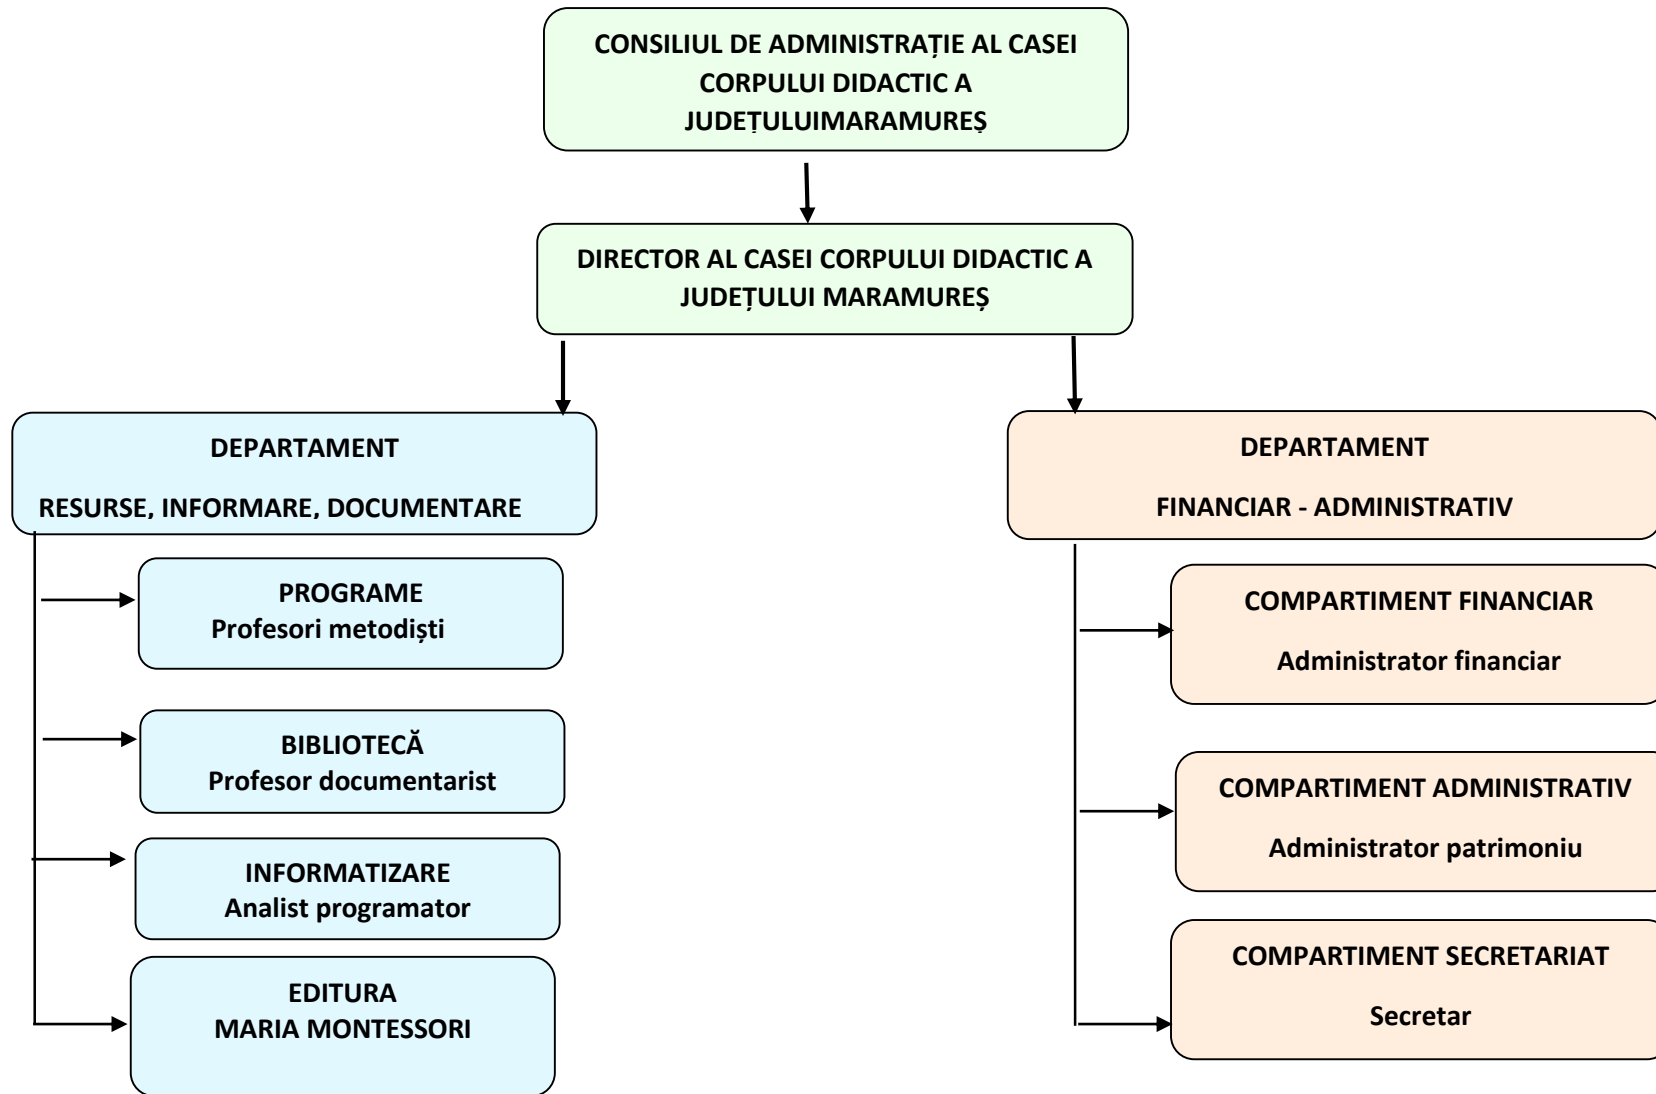 CONSILIUL DE ADMINISTRAȚIE AL CASEI
CORPULUI DIDACTIC A
JUDEȚULUIMARAMUREȘ
DIRECTOR AL CASEI CORPULUI DIDACTIC A
JUDEȚULUI MARAMUREȘ
DEPARTAMENT
RESURSE, INFORMARE, DOCUMENTARE
PROGRAME
Profesori metodiști
BIBLIOTECĂ
Profesor documentarist
INFORMATIZARE
Analist programator
EDITURA
MARIA MONTESSORI
DEPARTAMENT
FINANCIAR - ADMINISTRATIV
COMPARTIMENT FINANCIAR
Administrator financiar
COMPARTIMENT ADMINISTRATIV
Administrator patrimoniu
COMPARTIMENT SECRETARIAT
Secretar